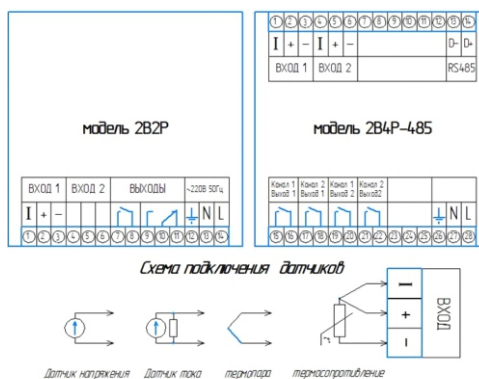 1 2 3 4 5 6 7 8 9 10 11 12 13 14
I + − I + − D− D+
ВХОД 1 ВХОД 2 RS485
модель 2В2Р модель 2В4Р-485
ВХОД 1 ВХОД 2 ВЫХОДЫ ~220В 50Гц
I + − N L
1 2 3 4 5 6 7 8 9 10 11 12 13 14
Канал 1 Канал 2 Канал 1 Канал 2
Выход 1 Выход 1 Выход 2 Выход2
N L
15 16 17 18 19 20 21 22 23 24 25 26 27 28
Схема подключения датчиков
I + − ВХОД
Датчик напряжения Датчик тока термопара термосопротивление